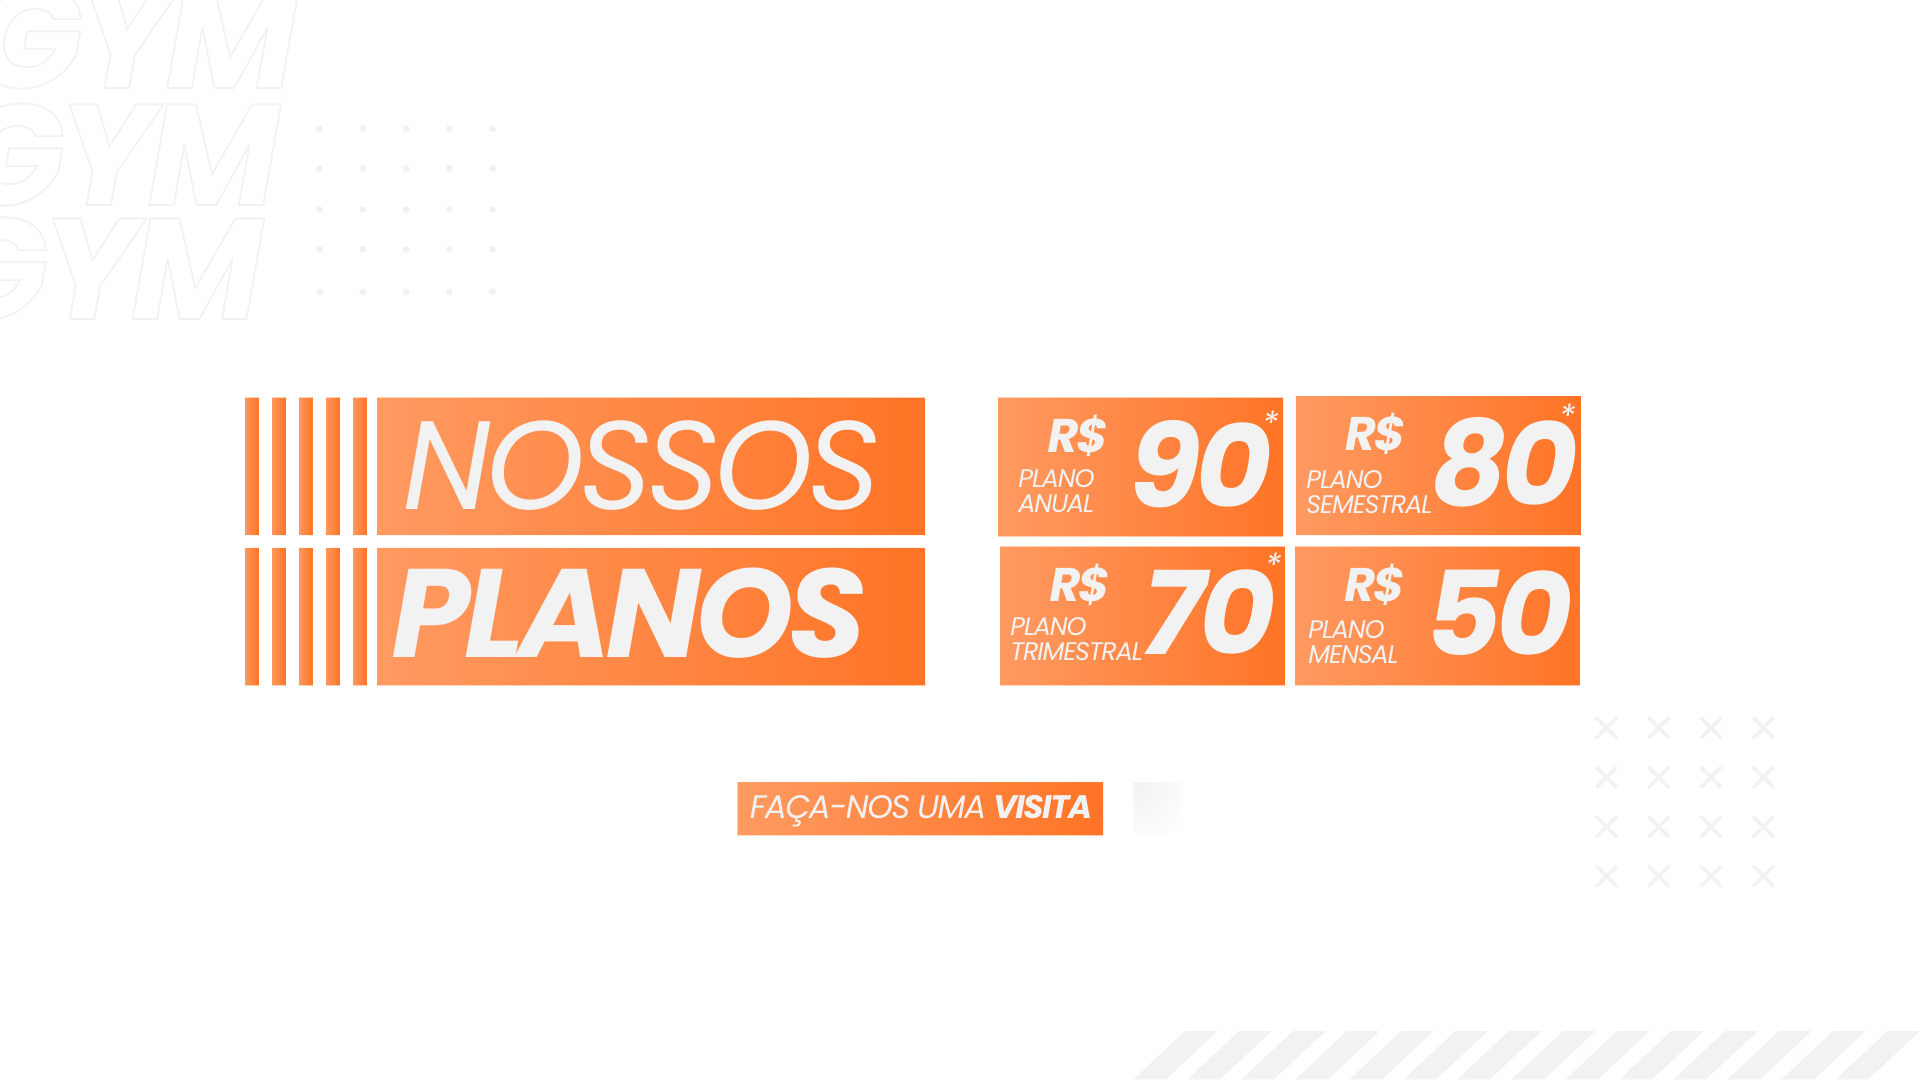 GYM
GYM
GYM
NOSSOS
PLANOS
R$ 90*
PLANO
ANUAL
R$ 80*
PLANO
SEMESTRAL
R$ 70*
PLANO
TRIMESTRAL
R$ 50
PLANO
MENSAL
FAÇA-NOS UMA VISITA